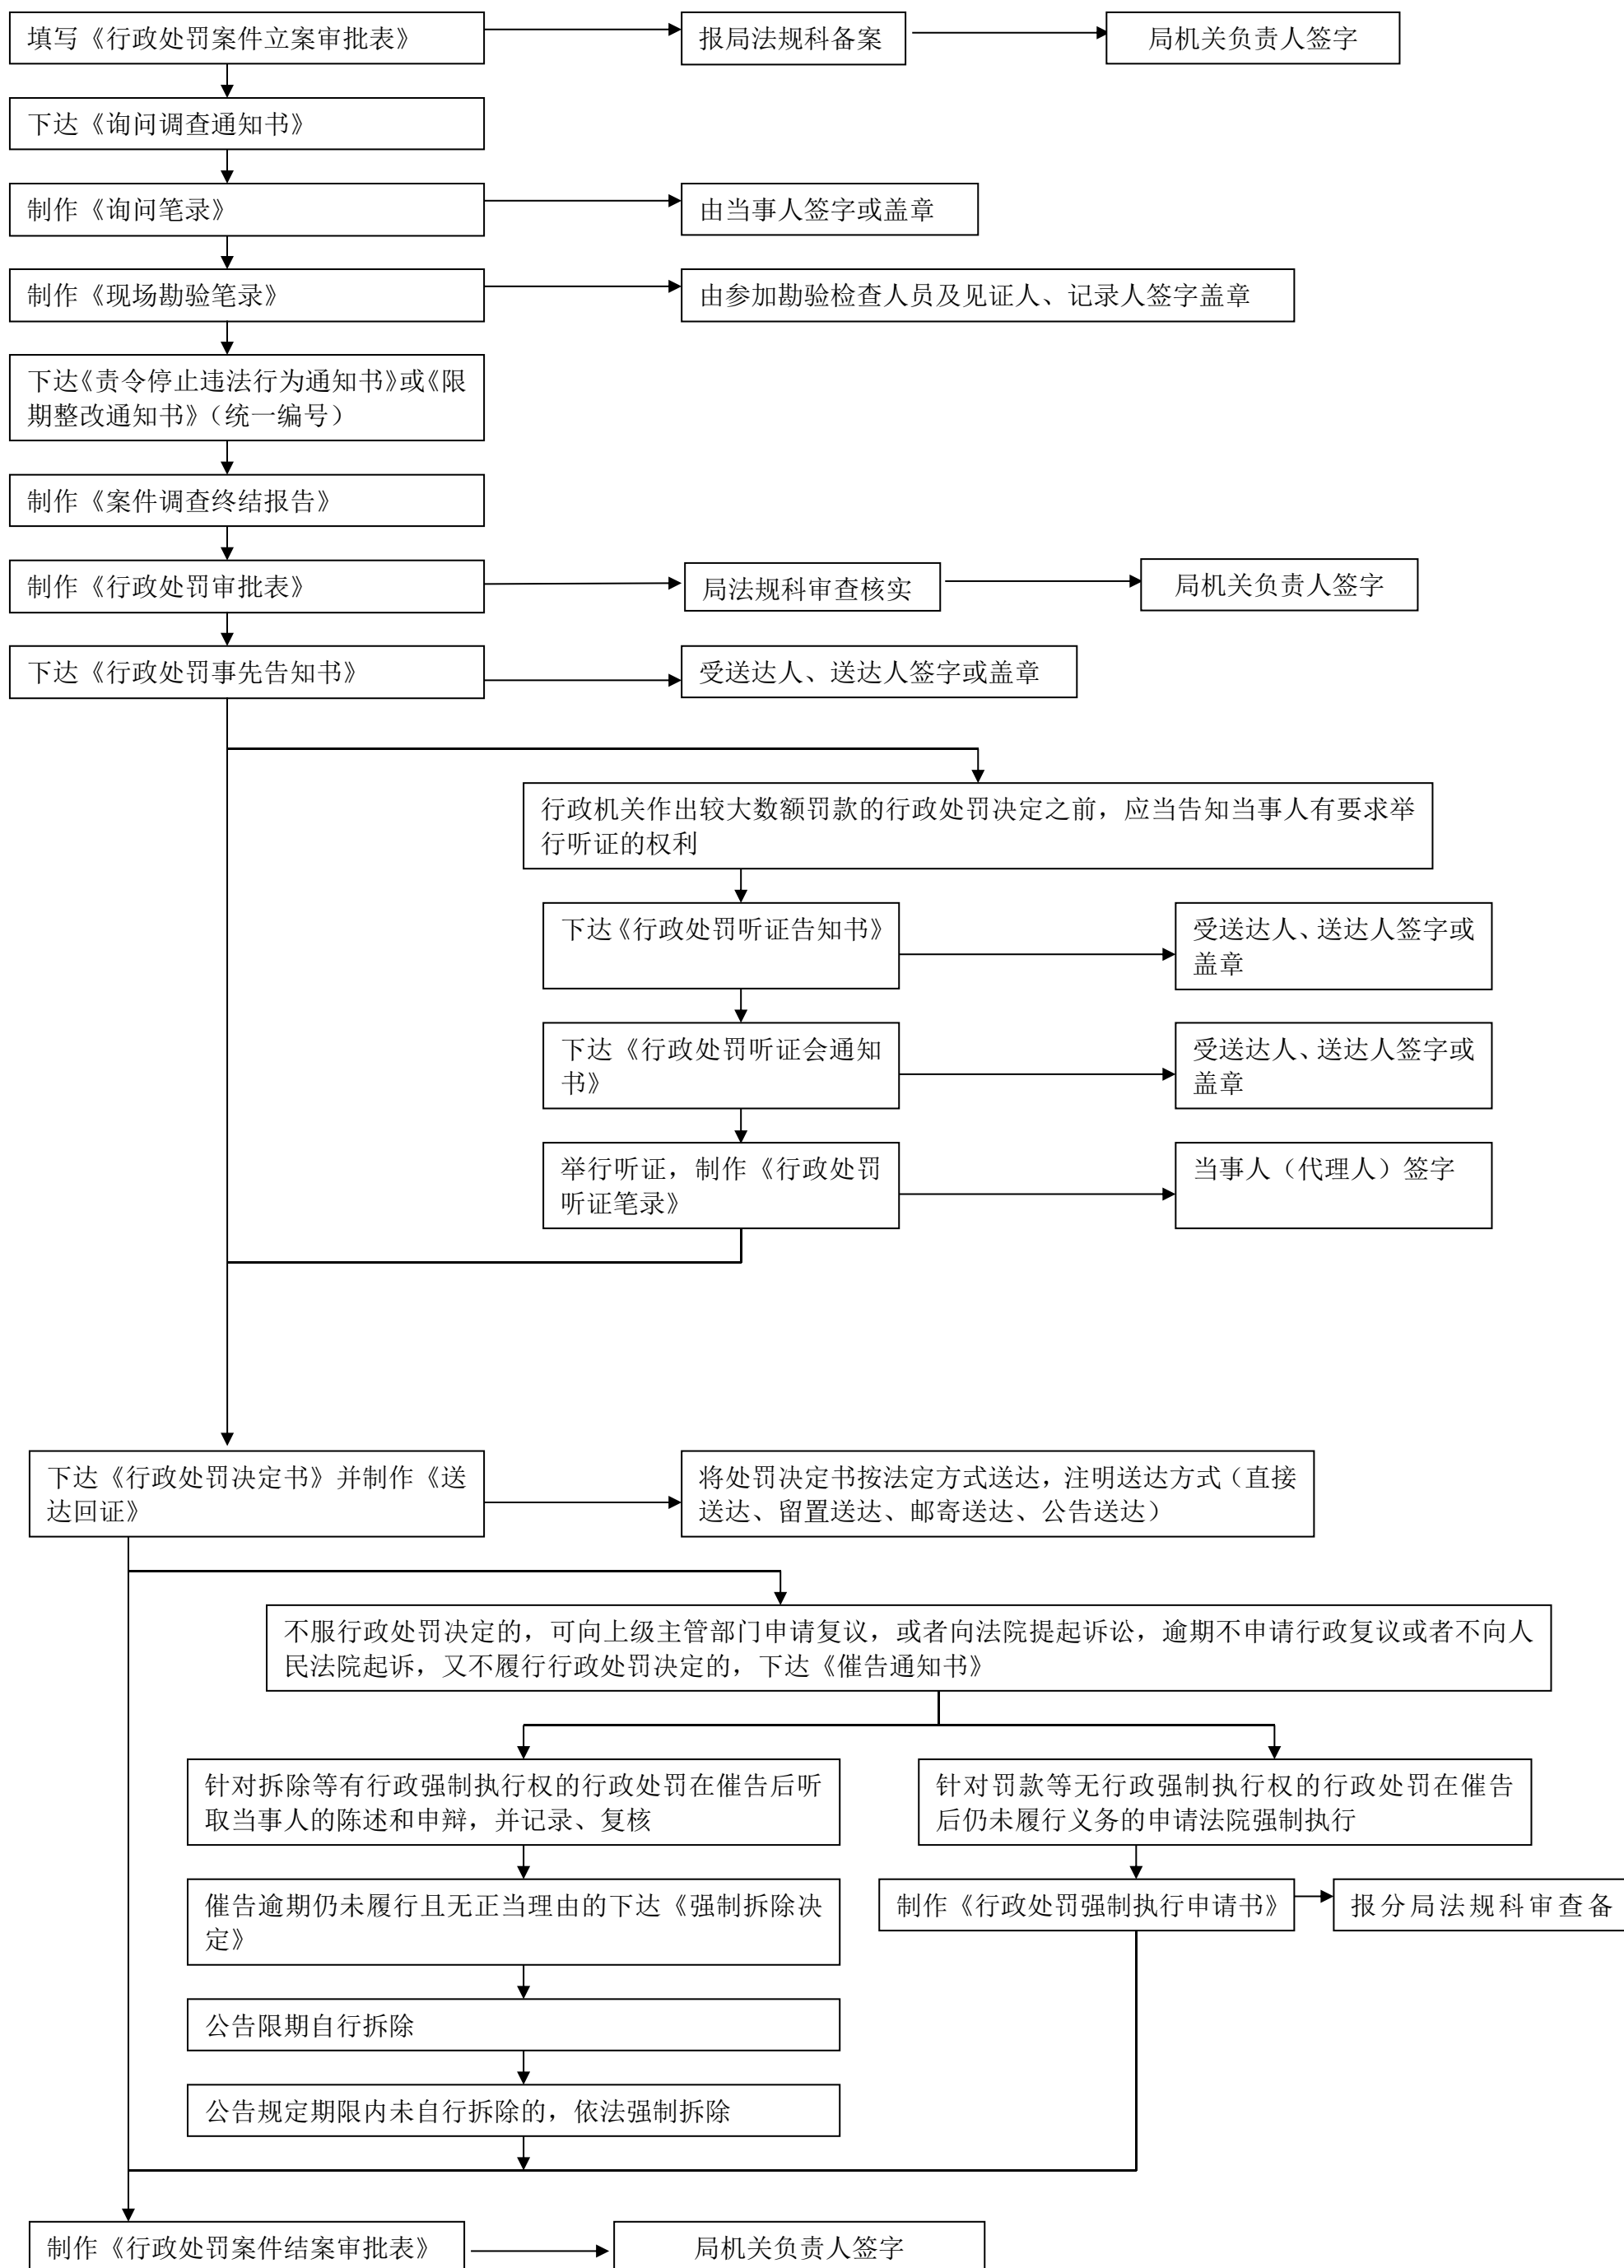 填写《行政处罚案件立案审批表》
报局法规科备案
局机关负责人签字
下达《询问调查通知书》
制作《询问笔录》
由当事人签字或盖章
制作《现场勘验笔录》
由参加勘验检查人员及见证人、记录人签字盖章
下达《责令停止违法行为通知书》或《限
期整改通知书》（统一编号）
制作《案件调查终结报告》
制作《行政处罚审批表》
局法规科审查核实
局机关负责人签字
下达《行政处罚事先告知书》
受送达人、送达人签字或盖章
行政机关作出较大数额罚款的行政处罚决定之前，应当告知当事人有要求举
行听证的权利
下达《行政处罚听证告知书》
受送达人、送达人签字或
盖章
下达《行政处罚听证会通知
书》
受送达人、送达人签字或
盖章
举行听证，制作《行政处罚
听证笔录》
当事人（代理人）签字
下达《行政处罚决定书》并制作《送
达回证》
将处罚决定书按法定方式送达，注明送达方式（直接
送达、留置送达、邮寄送达、公告送达）
不服行政处罚决定的，可向上级主管部门申请复议，或者向法院提起诉讼，逾期不申请行政复议或者不向人
民法院起诉，又不履行行政处罚决定的，下达《催告通知书》
针对拆除等有行政强制执行权的行政处罚在催告后听
取当事人的陈述和申辩，并记录、复核
针对罚款等无行政强制执行权的行政处罚在催告
后仍未履行义务的申请法院强制执行
催告逾期仍未履行且无正当理由的下达《强制拆除决
定》
制作《行政处罚强制执行申请书》
报分局法规科审查备
公告限期自行拆除
公告规定期限内未自行拆除的，依法强制拆除
制作《行政处罚案件结案审批表》
局机关负责人签字